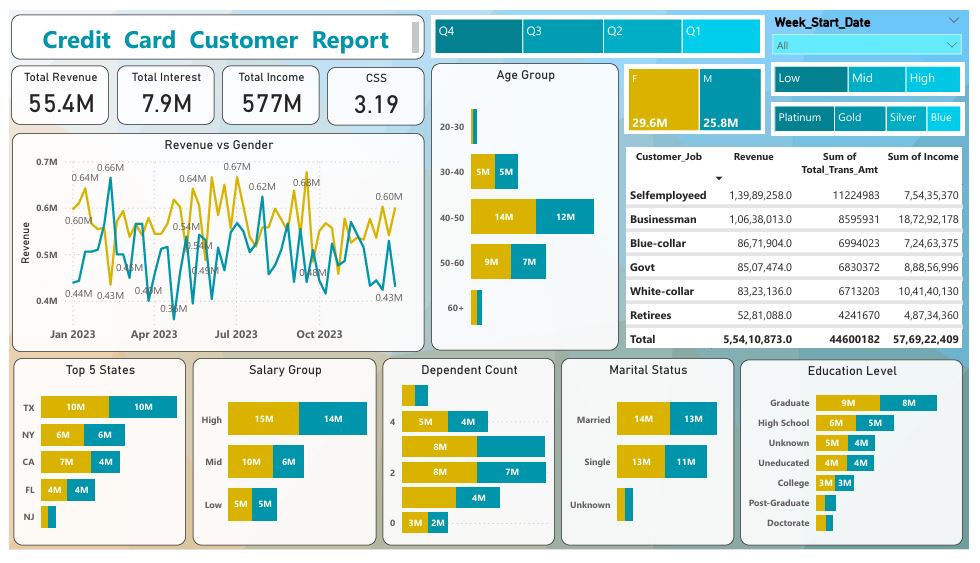 Credit Card Customer Report
Q4 Q3 Q2 Q1
Week_Start_Date
All
Total Revenue
55.4M
Total Interest
7.9M
Total Income
577M
CSS
3.19
Low Mid High
Platinum Gold Silver Blue
F
29.6M
M
25.8M
Revenue vs Gender
Revenue
0.7M
0.6M
0.5M
0.4M
0.64M 0.66M 0.64M 0.67M 0.62M 0.68M 0.60M
0.60M 0.54M
0.54M
0.45M 0.49M 0.48M
0.44M 0.43M 0.43M
Jan 2023 Apr 2023 Jul 2023 Oct 2023
Age Group
20-30
30-40 5M 5M
40-50 14M 12M
50-60 9M 7M
60+
Customer_Job Revenue Sum of Total_Trans_Amt Sum of Income
Selfemployeed 1,39,89,258.0 11224983 7,54,35,370
Businessman 1,06,38,013.0 8595931 18,72,92,178
Blue-collar 86,71,904.0 6994023 7,24,63,375
Govt 85,07,474.0 6830372 8,88,56,996
White-collar 83,23,136.0 6713203 10,41,40,130
Retirees 52,81,088.0 4241670 4,87,34,360
Total 5,54,10,873.0 44600182 57,69,22,409
Top 5 States
TX 10M 10M
NY 6M 6M
CA 7M 4M
FL 4M 4M
NJ
Salary Group
High 15M 14M
Mid 10M 6M
Low 5M 5M
Dependent Count
4 5M 4M
8M
2 8M 7M
4M
0 3M 2M
Marital Status
Married 14M 13M
Single 13M 11M
Unknown
Education Level
Graduate 9M 8M
High School 6M 5M
Unknown 5M 4M
Uneducated 4M 4M
College 3M 3M
Post-Graduate
Doctorate